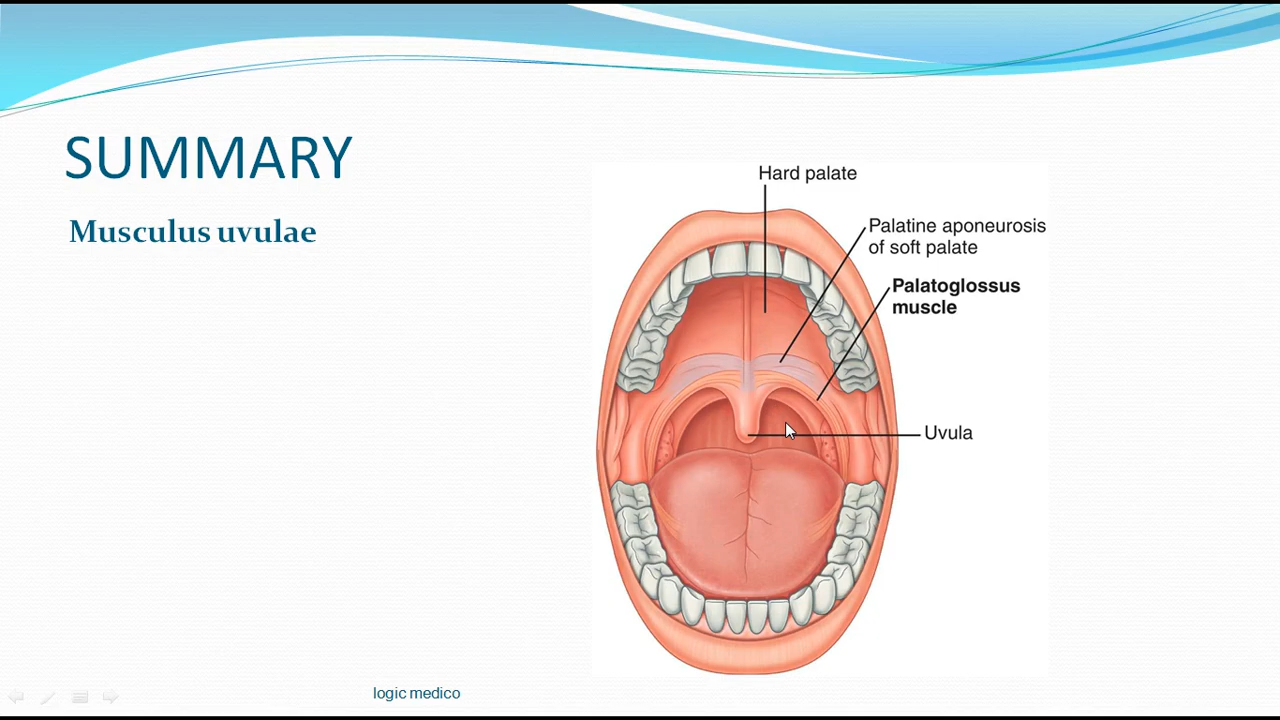 SUMMARY
Musculus uvulae
Hard palate
Palatine aponeurosis
of soft palate
Palatoglossus
muscle
Uvula
logic medico